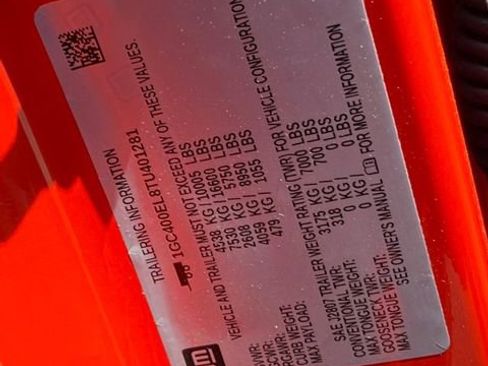 TRAILERING INFORMATION
1GC400EL8TU401281
VEHICLE AND TRAILER MUST NOT EXCEED ANY OF THESE VALUES.
GVWR: 4538 KG / 10005 LBS
GCWR: 7530 KG / 16600 LBS
RGAWR: 2608 KG / 5750 LBS
CURB WEIGHT: 4059 KG / 8950 LBS
MAX PAYLOAD: 479 KG / 1055 LBS
SAE J2807 TRAILER WEIGHT RATING (TWR) FOR VEHICLE CONFIGURATION
CONVENTIONAL TWR: 3175 KG / 7000 LBS
MAX TONGUE WEIGHT: 318 KG / 700 LBS
GOOSENECK TWR: 0 KG / 0 LBS
MAX TONGUE WEIGHT: 0 KG / 0 LBS
SEE OWNER'S MANUAL FOR MORE INFORMATION
gm